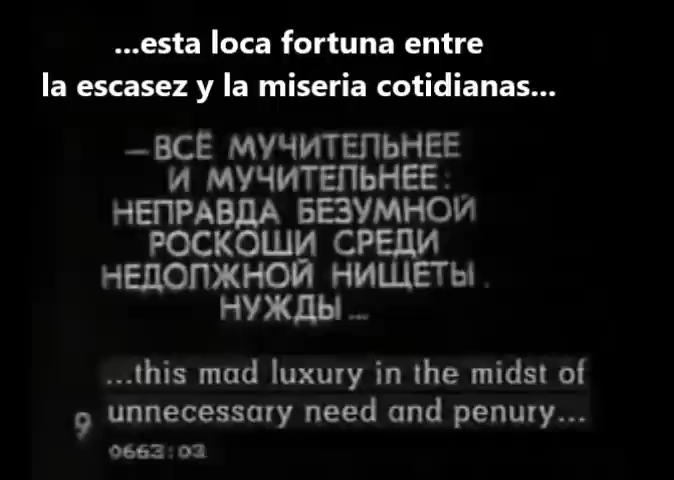 ...esta loca fortuna entre
la escasez y la miseria cotidianas...
—ВСЁ МУЧИТЕЛЬНЕЕ
И МУЧИТЕЛЬНЕЕ:
НЕПРАВДА БЕЗУМНОЙ
РОСКОШИ СРЕДИ
НЕДОЛЖНОЙ НИЩЕТЫ.
НУЖДЫ...
...this mad luxury in the midst of
9 unnecessary need and penury...
0663:03